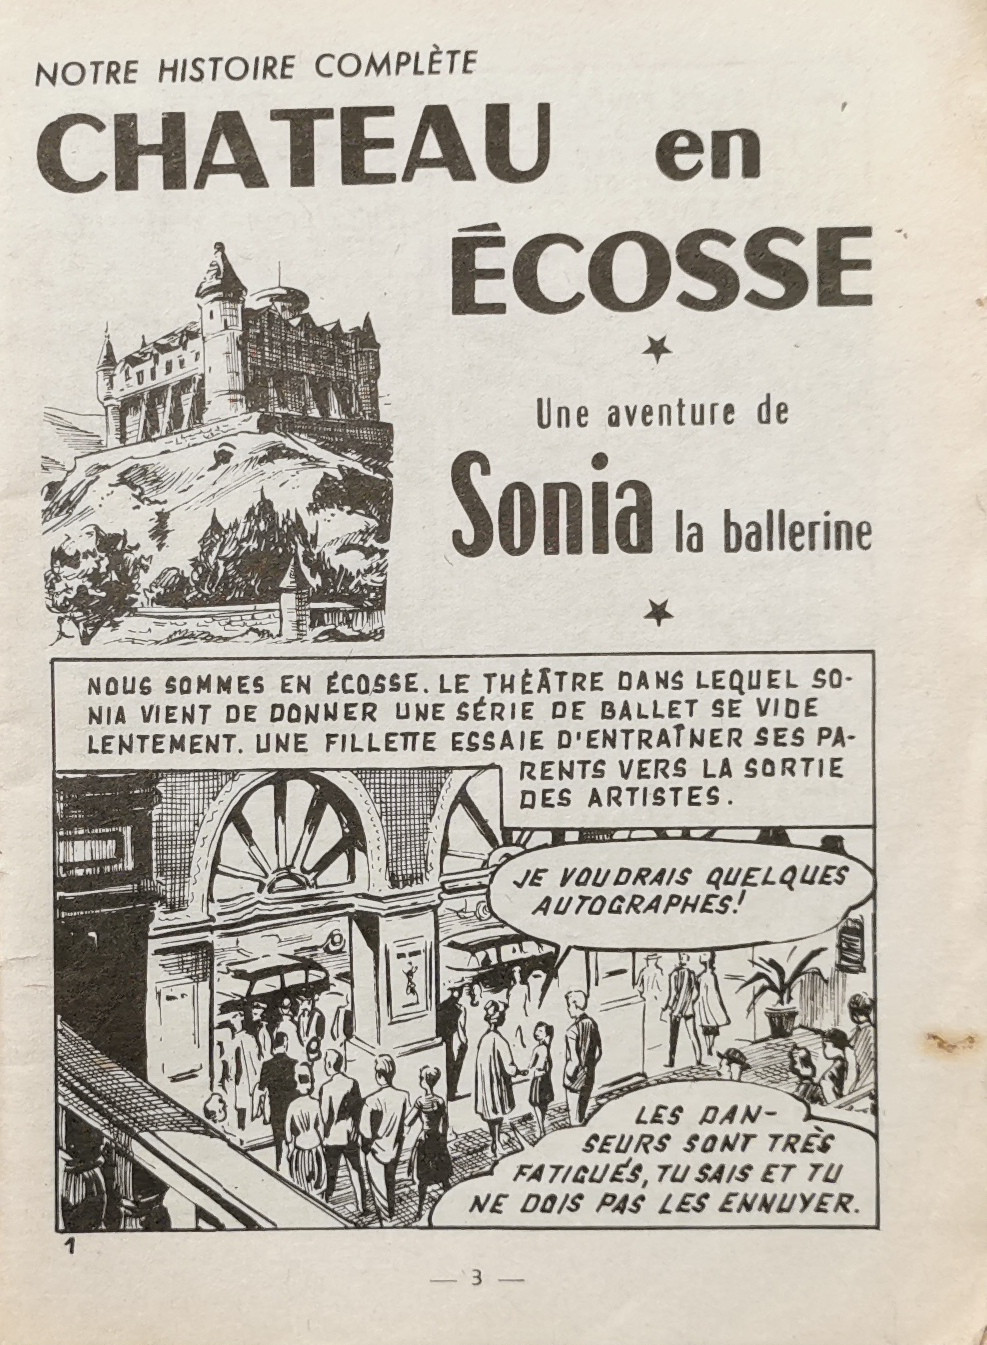 NOTRE HISTOIRE COMPLÈTE
CHATEAU en
ÉCOSSE
Une aventure de
Sonia la ballerine
NOUS SOMMES EN ÉCOSSE. LE THÈÂTRE DANS LEQUEL SO-
NIA VIENT DE DONNER UNE SÉRIE DE BALLET SE VIDE
LENTEMENT. UNE FILLETTE ESSAIE D'ENTRAÎNER SES PA-
RENTS VERS LA SORTIE
DES ARTISTES.
JE VOUDRAIS QUELQUES
AUTOGRAPHES!
LES DAN-
SEURS SONT TRÈS
FATIGUÉS, TU SAIS ET TU
NE DOIS PAS LES ENNUYER.
1
— 3 —